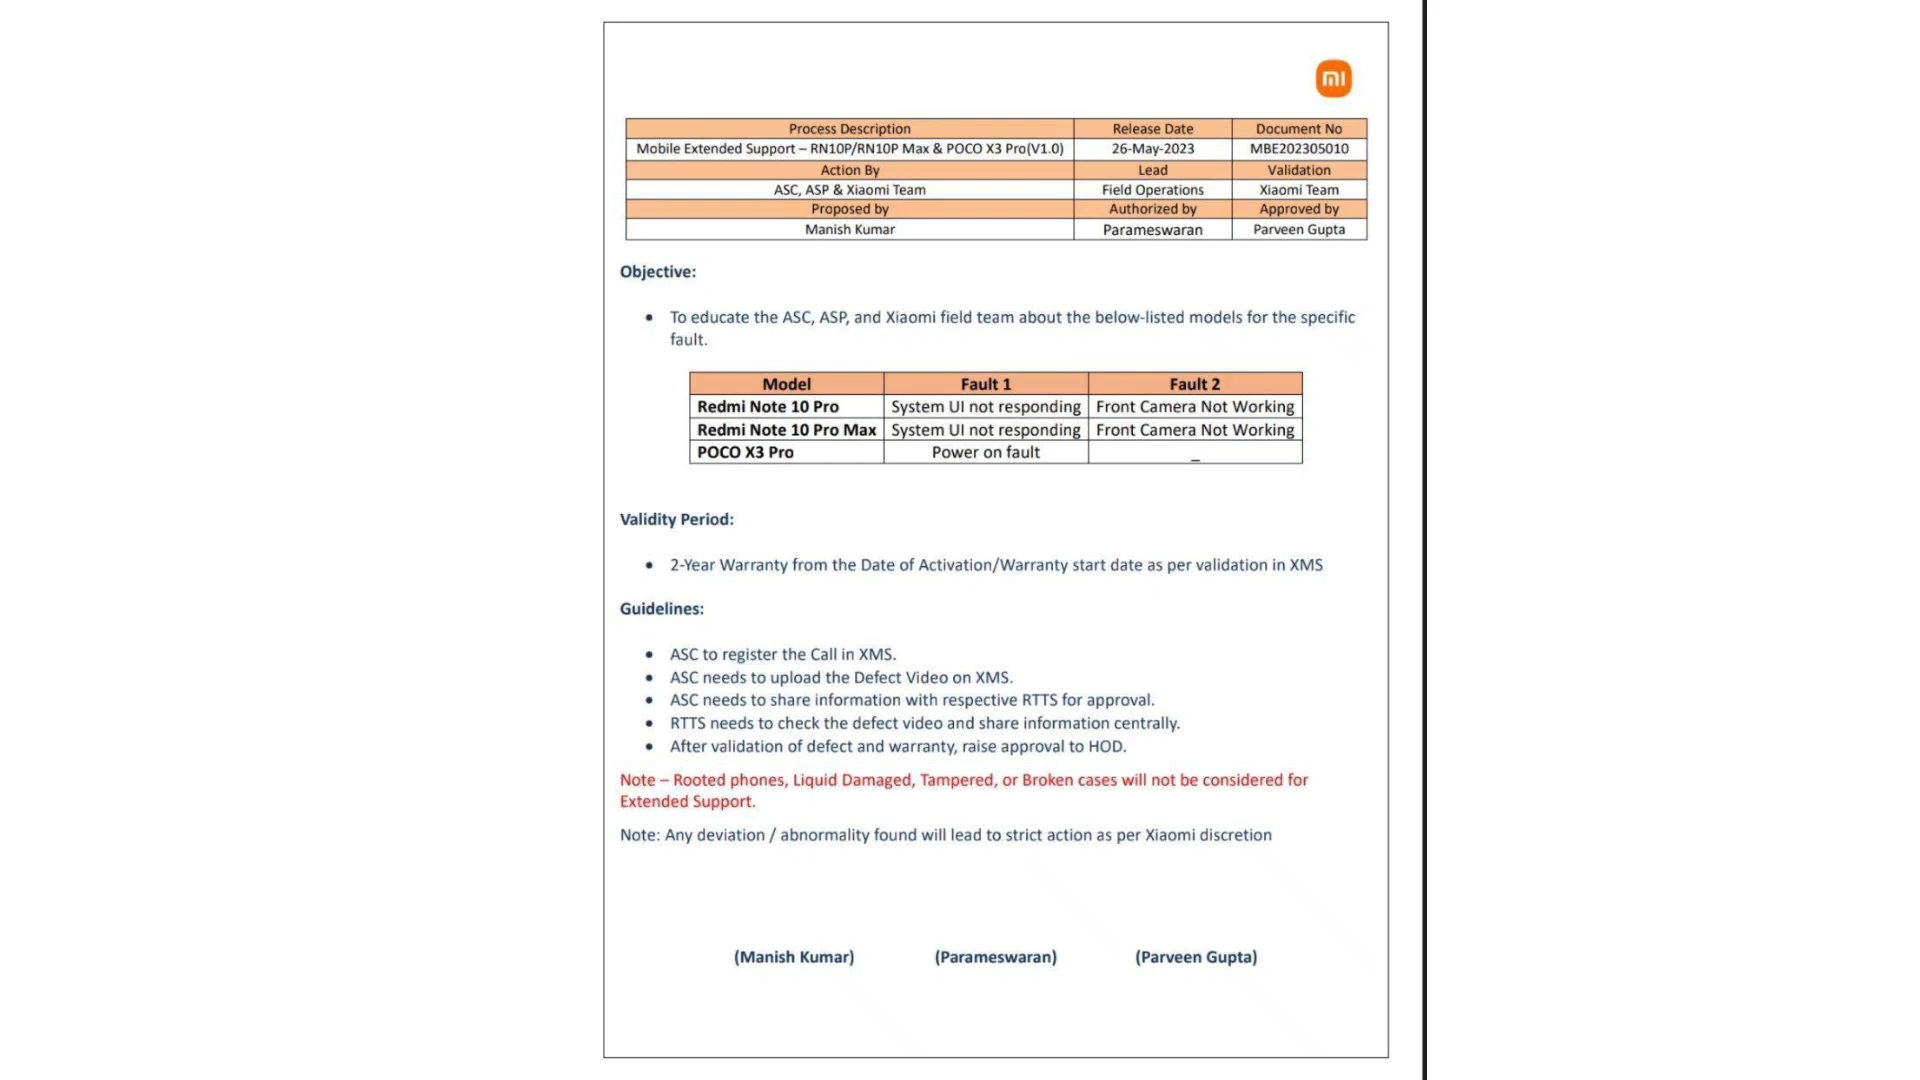 mi
Process Description Release Date Document No
Mobile Extended Support – RN10P/RN10P Max & POCO X3 Pro(V1.0) 26-May-2023 MBE202305010
Action By Lead Validation
ASC, ASP & Xiaomi Team Field Operations Xiaomi Team
Proposed by Authorized by Approved by
Manish Kumar Parameswaran Parveen Gupta
Objective:
• To educate the ASC, ASP, and Xiaomi field team about the below-listed models for the specific
fault.
Model Fault 1 Fault 2
Redmi Note 10 Pro System UI not responding Front Camera Not Working
Redmi Note 10 Pro Max System UI not responding Front Camera Not Working
POCO X3 Pro Power on fault _
Validity Period:
• 2-Year Warranty from the Date of Activation/Warranty start date as per validation in XMS
Guidelines:
• ASC to register the Call in XMS.
• ASC needs to upload the Defect Video on XMS.
• ASC needs to share information with respective RTTS for approval.
• RTTS needs to check the defect video and share information centrally.
• After validation of defect and warranty, raise approval to HOD.
Note – Rooted phones, Liquid Damaged, Tampered, or Broken cases will not be considered for
Extended Support.
Note: Any deviation / abnormality found will lead to strict action as per Xiaomi discretion
(Manish Kumar) (Parameswaran) (Parveen Gupta)